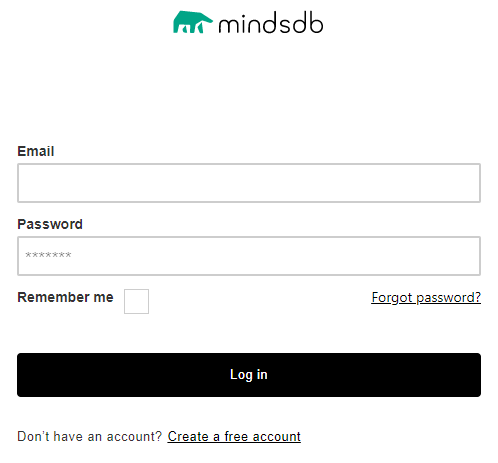 mindsdb
Email
Password
*******
Remember me Forgot password?
Log in
Don't have an account? Create a free account